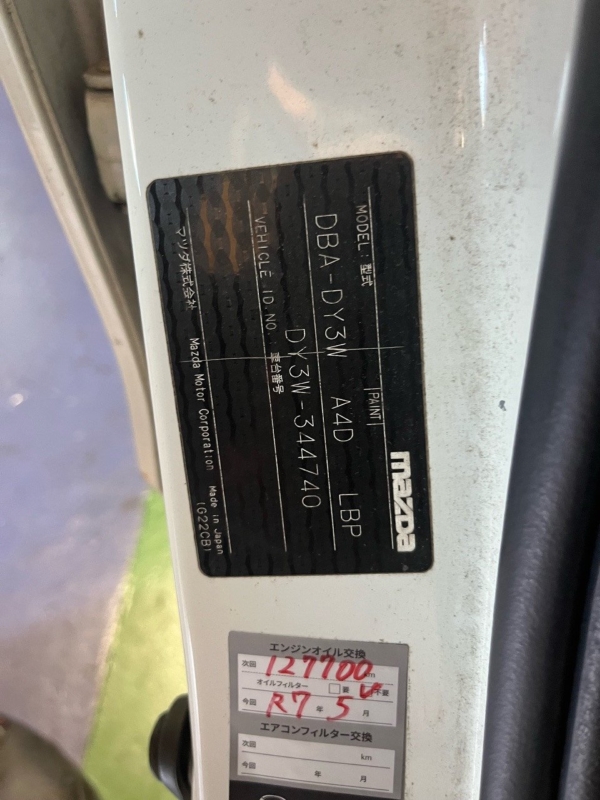 mazda
MODEL:型式 PAINT
DBA-DY3W A4D LBP
VEHICLE ID.NO.:車台番号
DY3W-344740
マツダ株式会社 Mazda Motor Corporation Made in Japan
(G22CB)
エンジンオイル交換
次回 127700 km
オイルフィルター 要 不要
今回 R7 年 5 月
エアコンフィルター交換
次回 km
今回 年 月